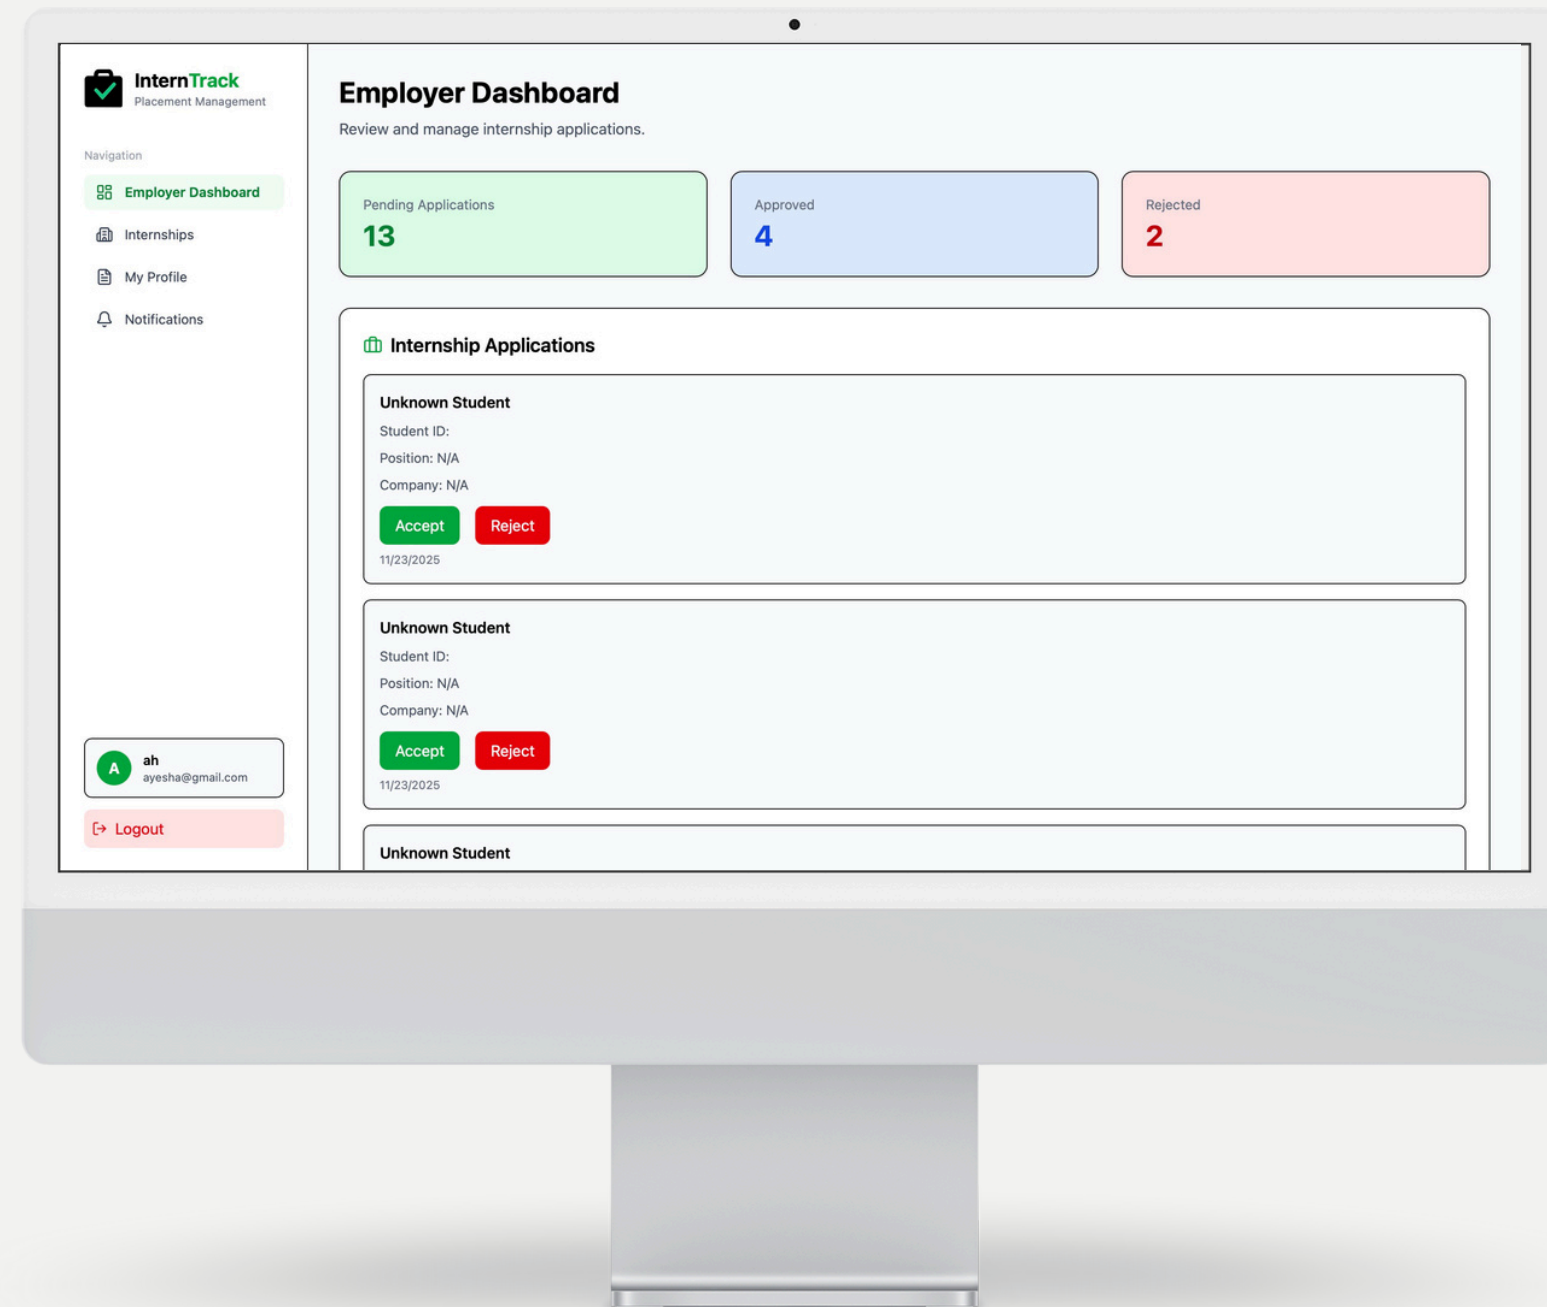 InternTrack
Placement Management
Navigation
Employer Dashboard
Internships
My Profile
Notifications
A
ah
ayesha@gmail.com
Logout
Employer Dashboard
Review and manage internship applications.
Pending Applications
13
Approved
4
Rejected
2
Internship Applications
Unknown Student
Student ID:
Position: N/A
Company: N/A
Accept Reject
11/23/2025
Unknown Student
Student ID:
Position: N/A
Company: N/A
Accept Reject
11/23/2025
Unknown Student